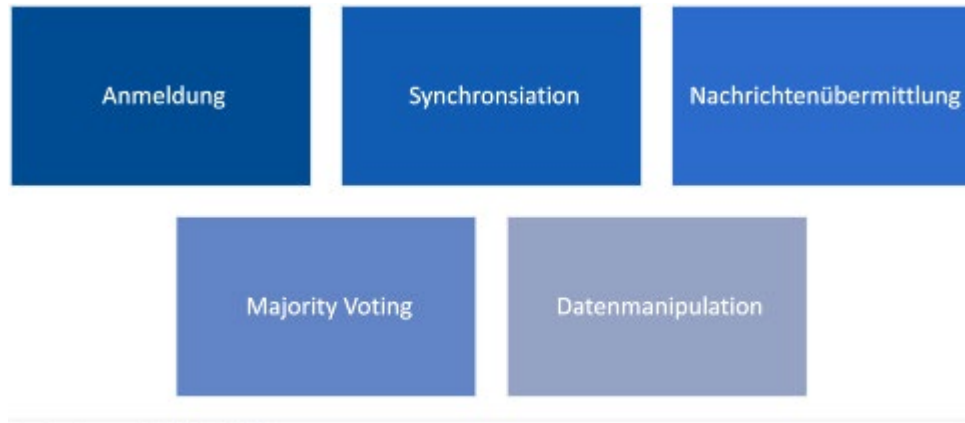 Anmeldung
Synchronsiation
Nachrichtenübermittlung
Majority Voting
Datenmanipulation